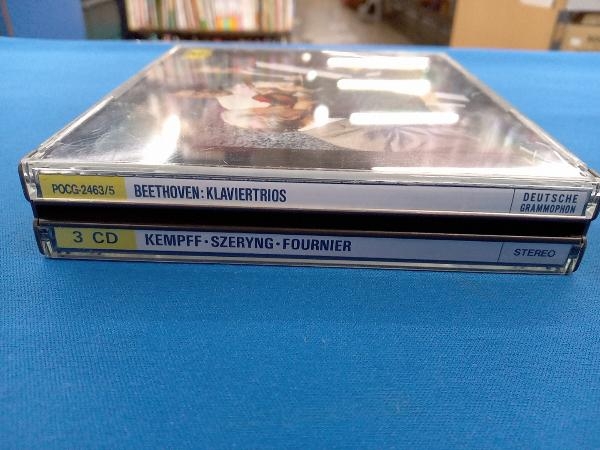 POCG-2463/5 BEETHOVEN: KLAVIERTRIOS DEUTSCHE
GRAMMOPHON
3 CD KEMPFF · SZERYNG · FOURNIER STEREO